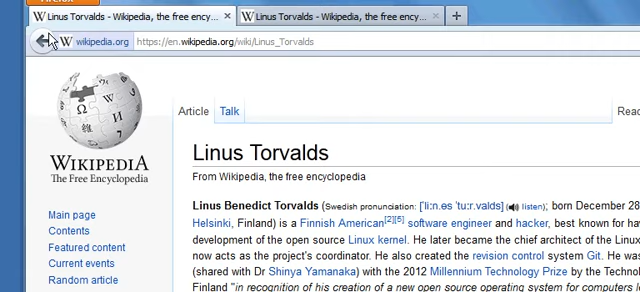 Firefox
Linus Torvalds - Wikipedia, the free ency... × Linus Torvalds - Wikipedia, the free ency... × +
W wikipedia.org https://en.wikipedia.org/wiki/Linus_Torvalds
Article Talk Read
WIKIPEDIA
The Free Encyclopedia
Main page
Contents
Featured content
Current events
Random article
Linus Torvalds
From Wikipedia, the free encyclopedia
Linus Benedict Torvalds (Swedish pronunciation: [ˈliːn.ɵs ˈtuːr.valds] ( listen); born December 28
Helsinki, Finland) is a Finnish American[2][5] software engineer and hacker, best known for ha
development of the open source Linux kernel. He later became the chief architect of the Linu
now acts as the project's coordinator. He also created the revision control system Git. He wa
(shared with Dr Shinya Yamanaka) with the 2012 Millennium Technology Prize by the Techno
Finland "in recognition of his creation of a new open source operating system for computers l